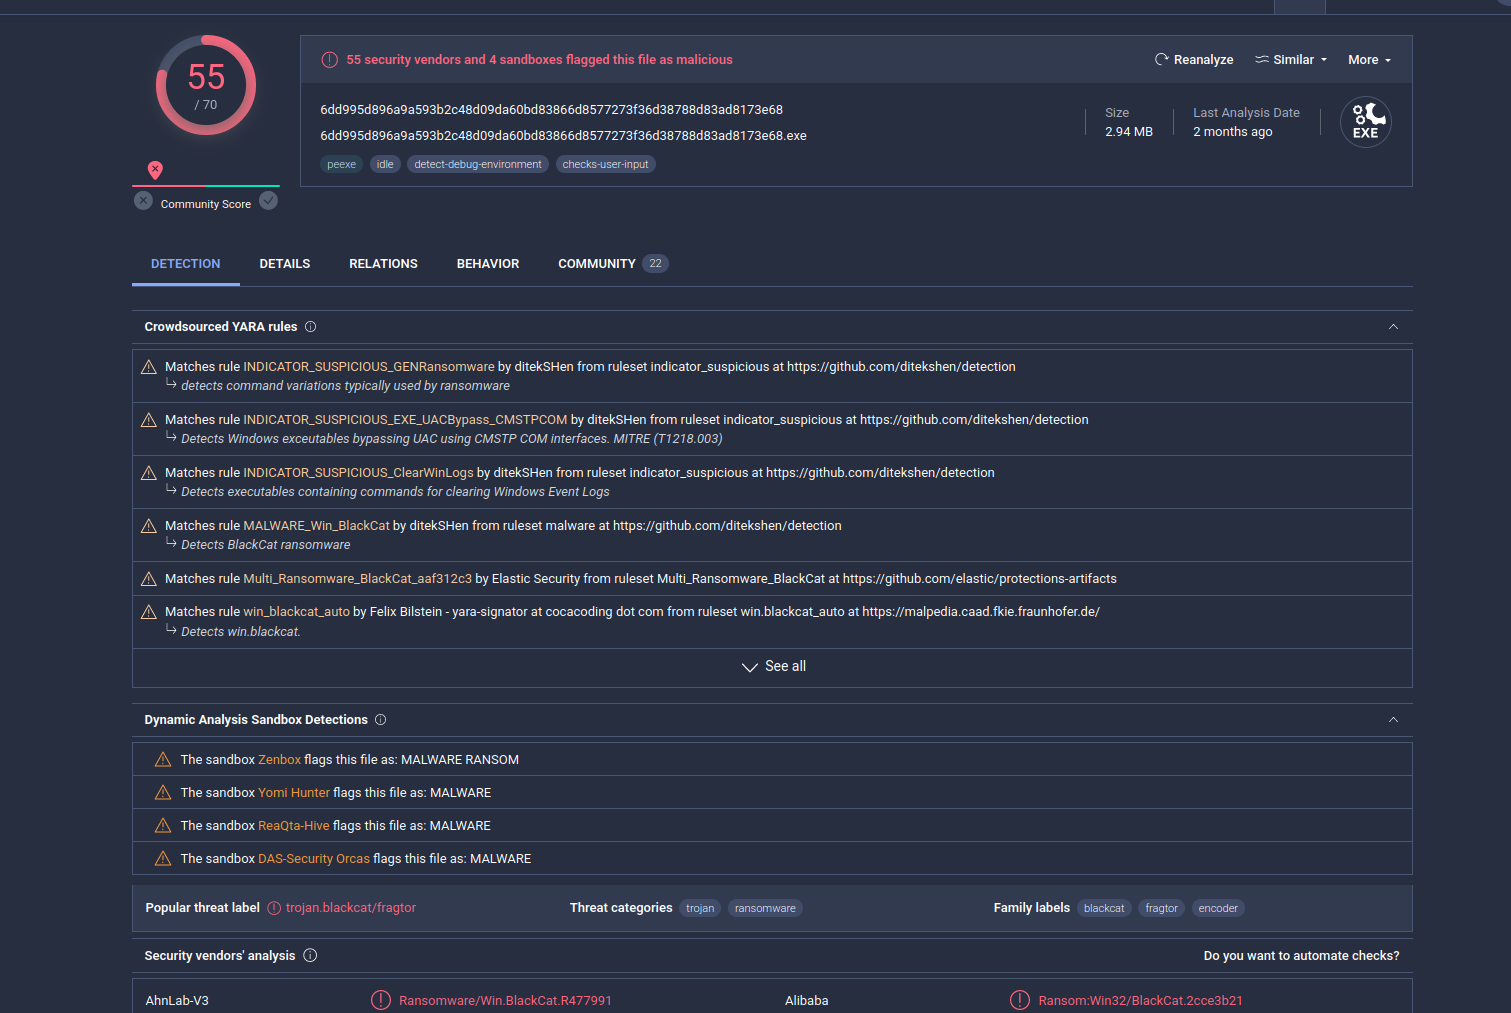 55
/ 70
Community Score
55 security vendors and 4 sandboxes flagged this file as malicious
Reanalyze
Similar
More
6dd995d896a9a593b2c48d09da60bd83866d8577273f36d38788d83ad8173e68
6dd995d896a9a593b2c48d09da60bd83866d8577273f36d38788d83ad8173e68.exe
peexe
idle
detect-debug-environment
checks-user-input
Size
2.94 MB
Last Analysis Date
2 months ago
EXE
DETECTION
DETAILS
RELATIONS
BEHAVIOR
COMMUNITY 22
Crowdsourced YARA rules
Matches rule INDICATOR_SUSPICIOUS_GENRansomware by ditekSHen from ruleset indicator_suspicious at https://github.com/ditekshen/detection
detects command variations typically used by ransomware
Matches rule INDICATOR_SUSPICIOUS_EXE_UACBypass_CMSTPCOM by ditekSHen from ruleset indicator_suspicious at https://github.com/ditekshen/detection
Detects Windows exceutables bypassing UAC using CMSTP COM interfaces. MITRE (T1218.003)
Matches rule INDICATOR_SUSPICIOUS_ClearWinLogs by ditekSHen from ruleset indicator_suspicious at https://github.com/ditekshen/detection
Detects executables containing commands for clearing Windows Event Logs
Matches rule MALWARE_Win_BlackCat by ditekSHen from ruleset malware at https://github.com/ditekshen/detection
Detects BlackCat ransomware
Matches rule Multi_Ransomware_BlackCat_aaf312c3 by Elastic Security from ruleset Multi_Ransomware_BlackCat at https://github.com/elastic/protections-artifacts
Matches rule win_blackcat_auto by Felix Bilstein - yara-signator at cocacoding dot com from ruleset win.blackcat_auto at https://malpedia.caad.fkie.fraunhofer.de/
Detects win.blackcat.
See all
Dynamic Analysis Sandbox Detections
The sandbox Zenbox flags this file as: MALWARE RANSOM
The sandbox Yomi Hunter flags this file as: MALWARE
The sandbox ReaQta-Hive flags this file as: MALWARE
The sandbox DAS-Security Orcas flags this file as: MALWARE
Popular threat label trojan.blackcat/fragtor
Threat categories trojan ransomware
Family labels blackcat fragtor encoder
Security vendors' analysis
Do you want to automate checks?
AhnLab-V3
Ransomware/Win.BlackCat.R477991
Alibaba
Ransom:Win32/BlackCat.2cce3b21